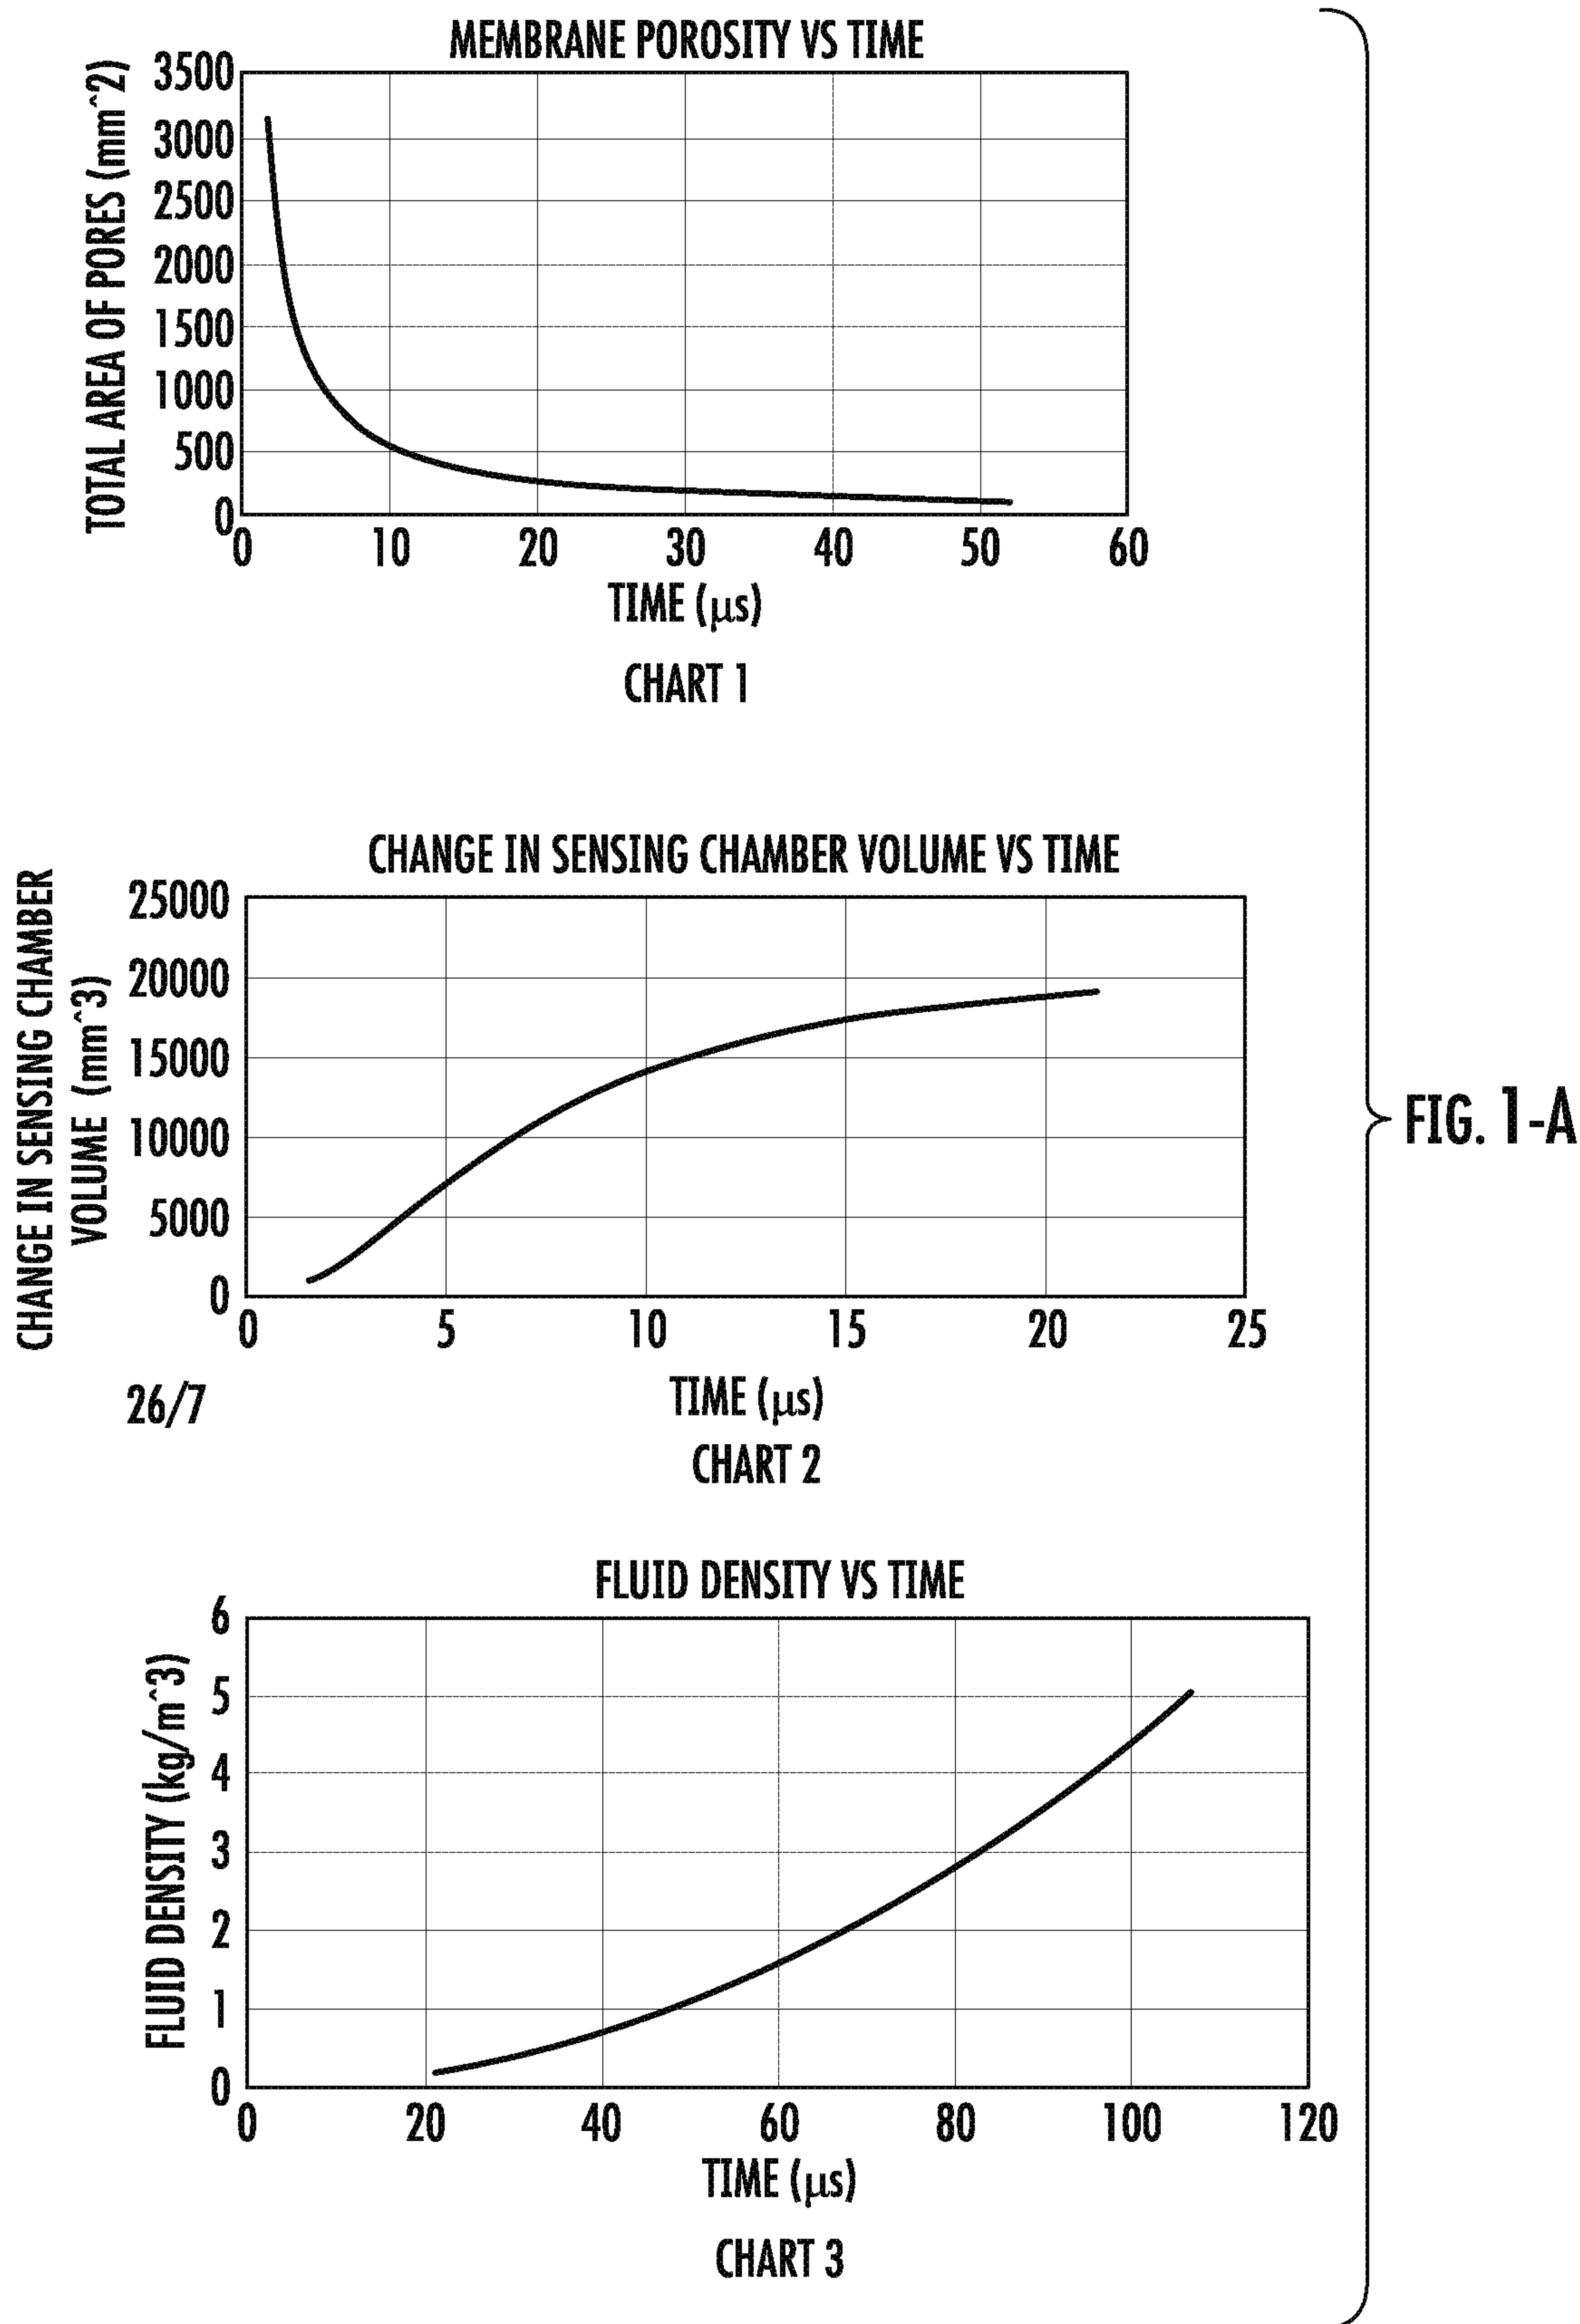 MEMBRANE POROSITY VS TIME
TOTAL AREA OF PORES (mm^2)
3500
3000
2500
2000
1500
1000
500
0
0 10 20 30 40 50 60
TIME (μs)
CHART 1
CHANGE IN SENSING CHAMBER VOLUME VS TIME
CHANGE IN SENSING CHAMBER
VOLUME (mm^3)
25000
20000
15000
10000
5000
0
0 5 10 15 20 25
26/7
TIME (μs)
CHART 2
FIG. 1-A
FLUID DENSITY VS TIME
FLUID DENSITY (kg/m^3)
6
5
4
3
2
1
0
0 20 40 60 80 100 120
TIME (μs)
CHART 3